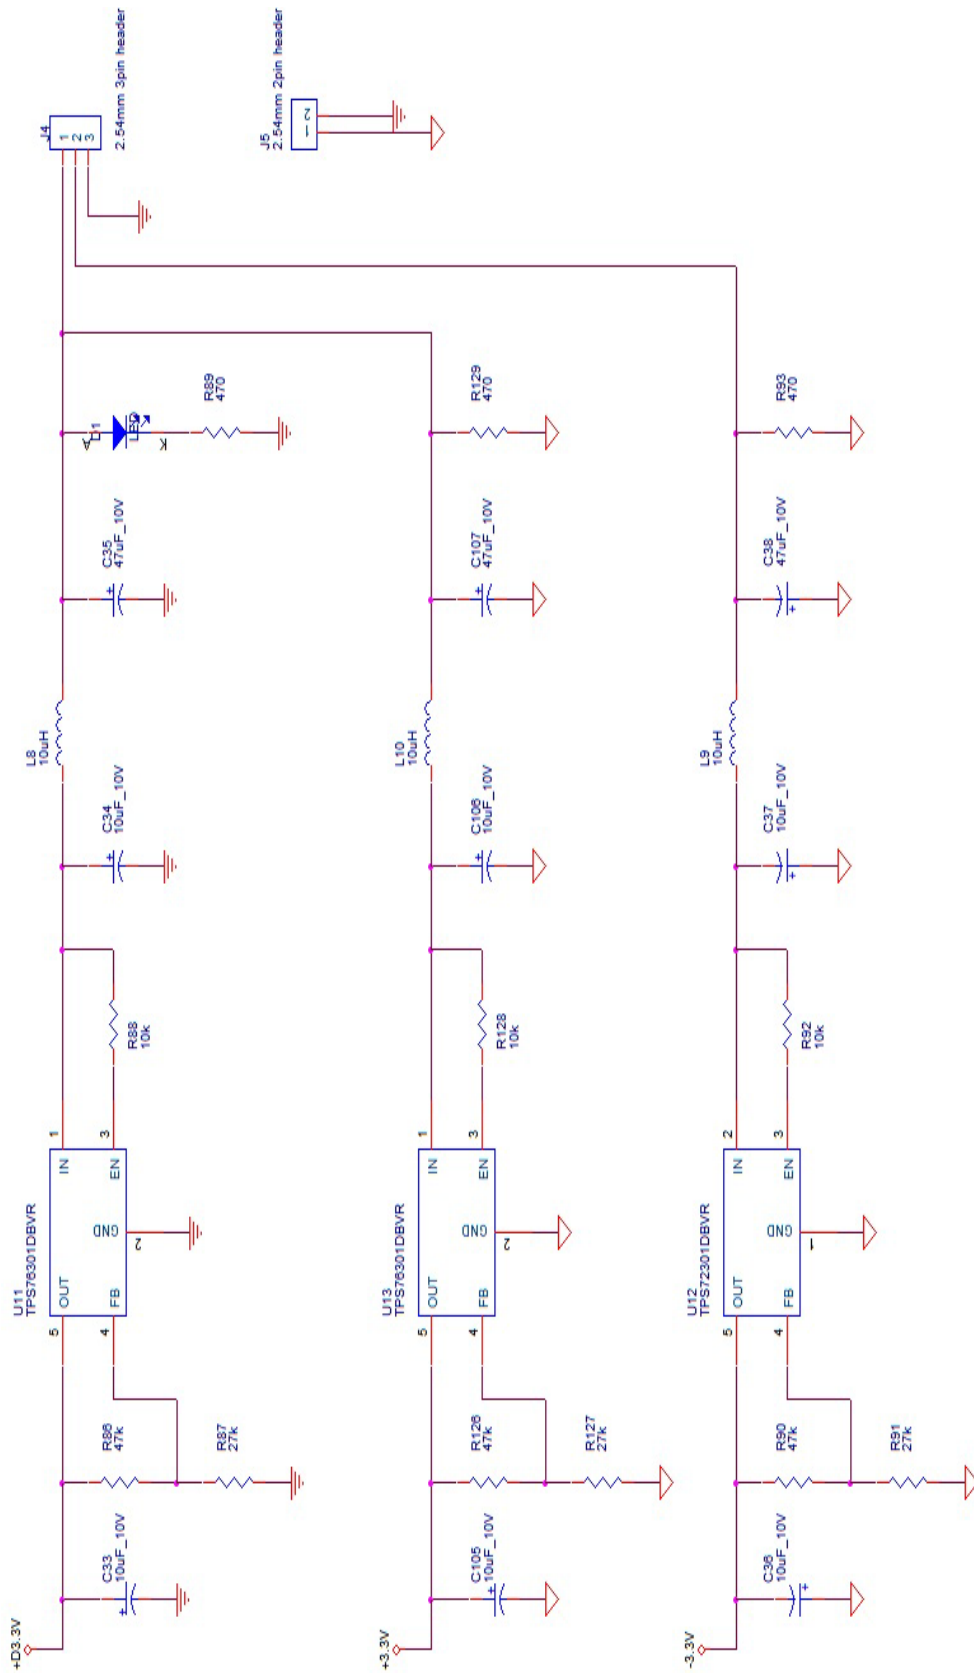 J4
1
2
3
2.54mm 3pin header
J5
2.54mm 2pin header
1 2
A
D1
LED
K
R89
470
R129
470
R93
470
C35
47uF_10V
C107
47uF_10V
C38
47uF_10V
L8
10uH
L10
10uH
L9
10uH
C34
10uF_10V
C106
10uF_10V
C37
10uF_10V
R88
10k
R128
10k
R92
10k
U11
TPS76301DBVR
1
IN
3
EN
GND
2
5
OUT
4
FB
U13
TPS76301DBVR
1
IN
3
EN
GND
2
5
OUT
4
FB
U12
TPS72301DBVR
2
IN
3
EN
GND
1
5
OUT
4
FB
R86
47k
R87
27k
R126
47k
R127
27k
R90
47k
R91
27k
C33
10uF_10V
C105
10uF_10V
C36
10uF_10V
+D3.3V
+3.3V
-3.3V